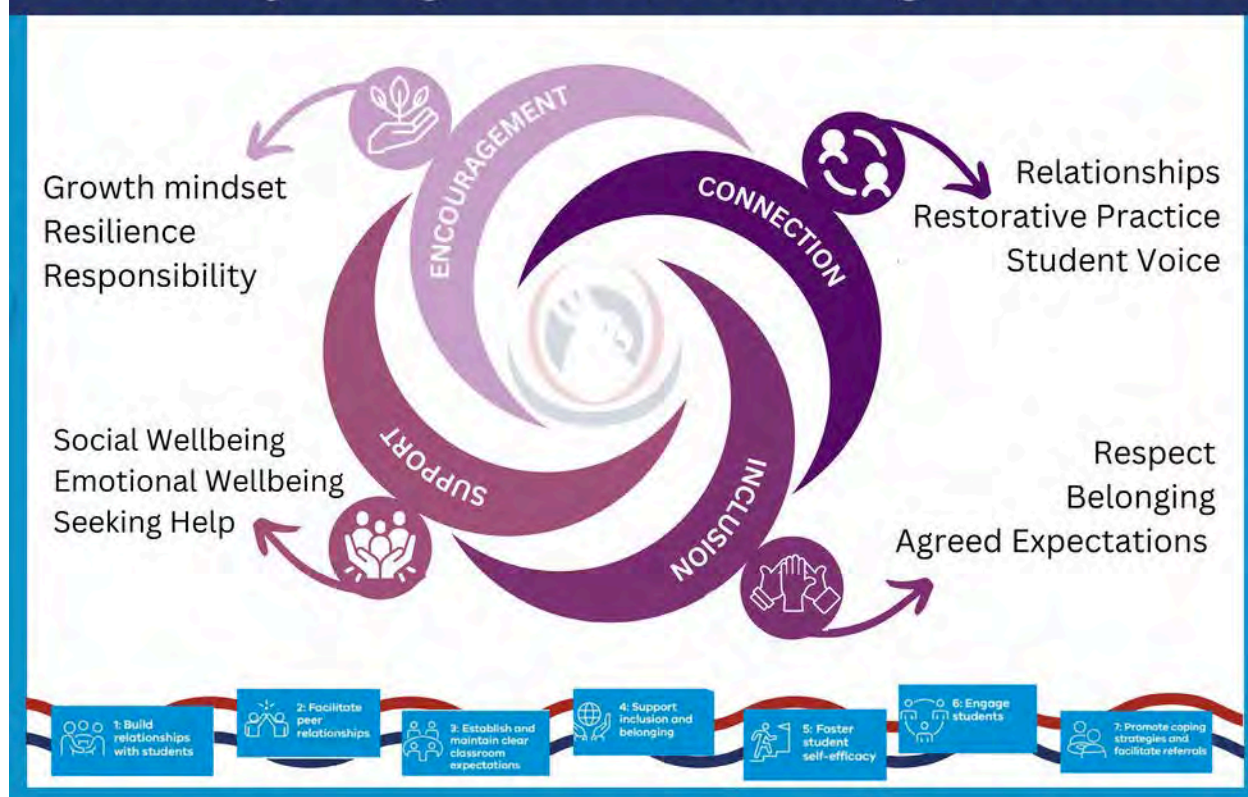 ENCOURAGEMENT
Growth mindset
Resilience
Responsibility
CONNECTION
Relationships
Restorative Practice
Student Voice
SUPPORT
Social Wellbeing
Emotional Wellbeing
Seeking Help
INCLUSION
Respect
Belonging
Agreed Expectations
1: Build
relationships
with students
2: Facilitate
peer
relationships
3: Establish and
maintain clear
classroom
expectations
4: Support
inclusion and
belonging
5: Foster
student
self-efficacy
6: Engage
students
7: Promote coping
strategies and
facilitate referrals